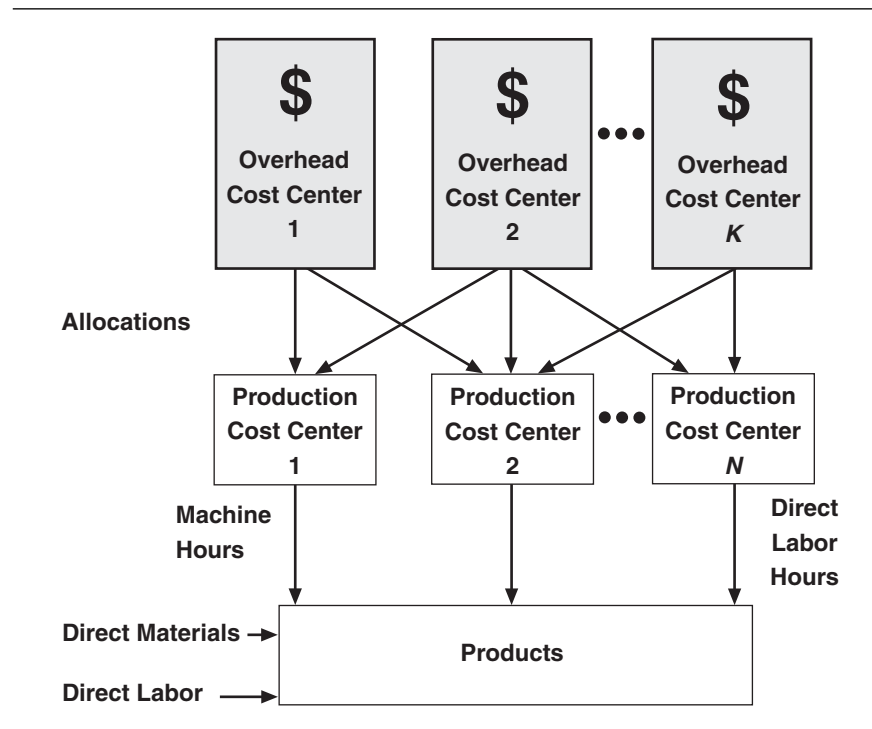 $
Overhead
Cost Center
1
$
Overhead
Cost Center
2
$
Overhead
Cost Center
K
Allocations
Production
Cost Center
1
Production
Cost Center
2
Production
Cost Center
N
Machine
Hours
Direct
Labor
Hours
Direct Materials
Direct Labor
Products